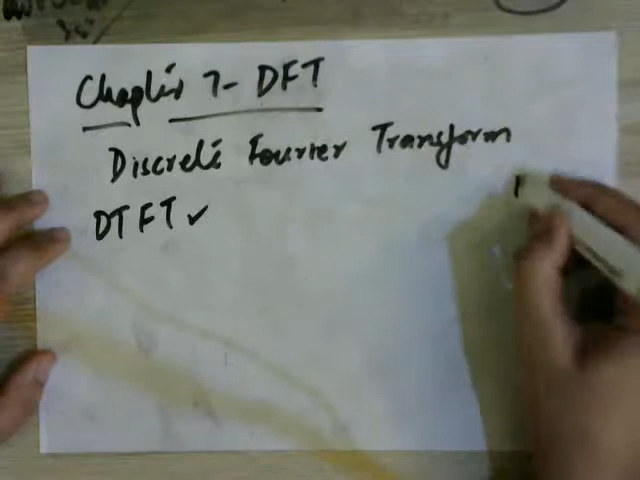 Chapter 7- DFT
Discrete Fourier Transform
DTFT ✓